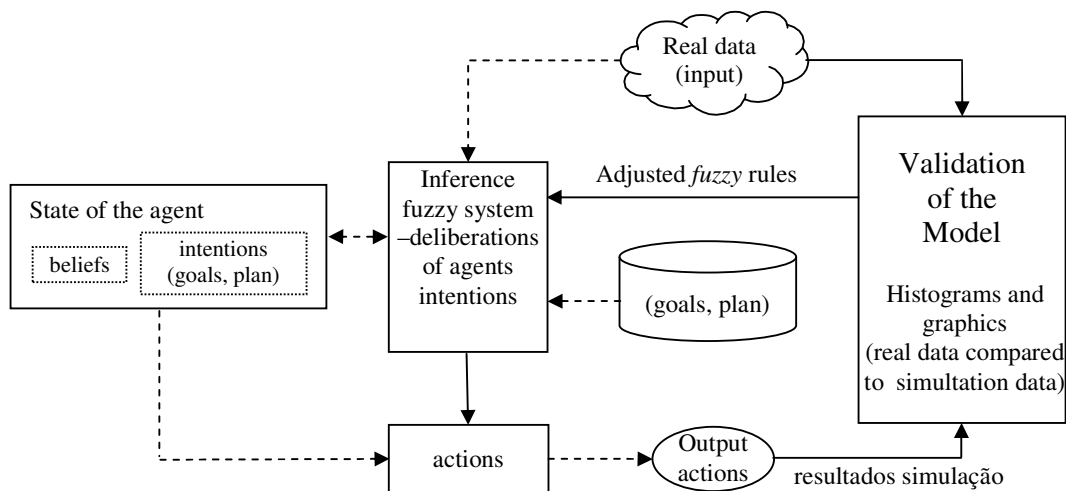 Real data
(input)
Inference
fuzzy system
–deliberations
of agents
intentions
Adjusted fuzzy rules
Validation
of the
Model
Histograms and
graphics
(real data compared
to simultation data)
State of the agent
beliefs
intentions
(goals, plan)
(goals, plan)
actions
Output
actions
resultados simulação